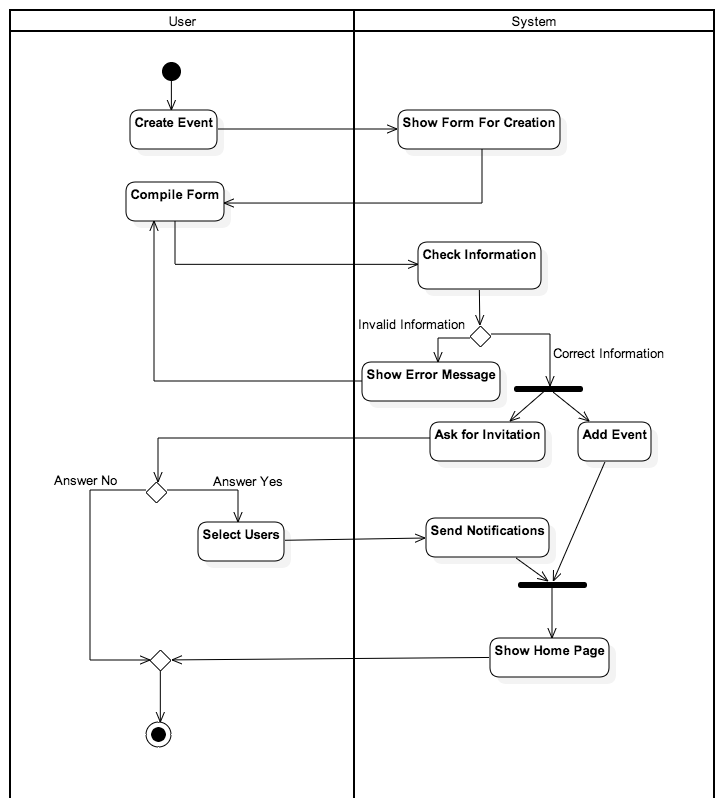 User
System
Create Event
Show Form For Creation
Compile Form
Check Information
Invalid Information
Correct Information
Show Error Message
Ask for Invitation
Add Event
Answer No
Answer Yes
Select Users
Send Notifications
Show Home Page